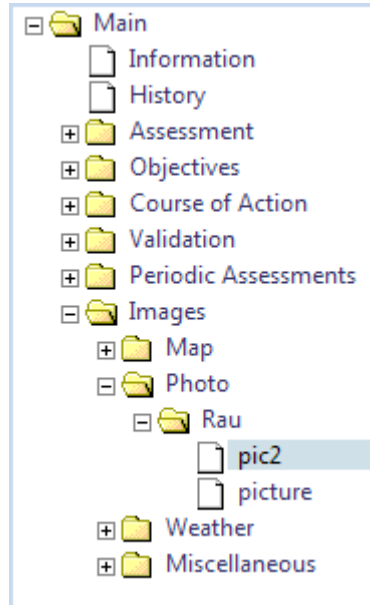 Main
Information
History
Assessment
Objectives
Course of Action
Validation
Periodic Assessments
Images
Map
Photo
Rau
pic2
picture
Weather
Miscellaneous